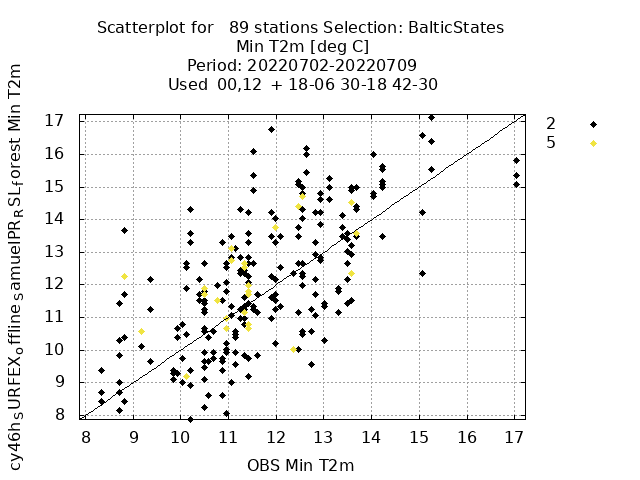 Scatterplot for 89 stations Selection: BalticStates
Min T2m [deg C]
Period: 20220702-20220709
Used 00,12 + 18-06 30-18 42-30
cy46h_SURFEX_offline_samuelPR_RSL_forest Min T2m
17
16
15
14
13
12
11
10
9
8
8 9 10 11 12 13 14 15 16 17
OBS Min T2m
2
5